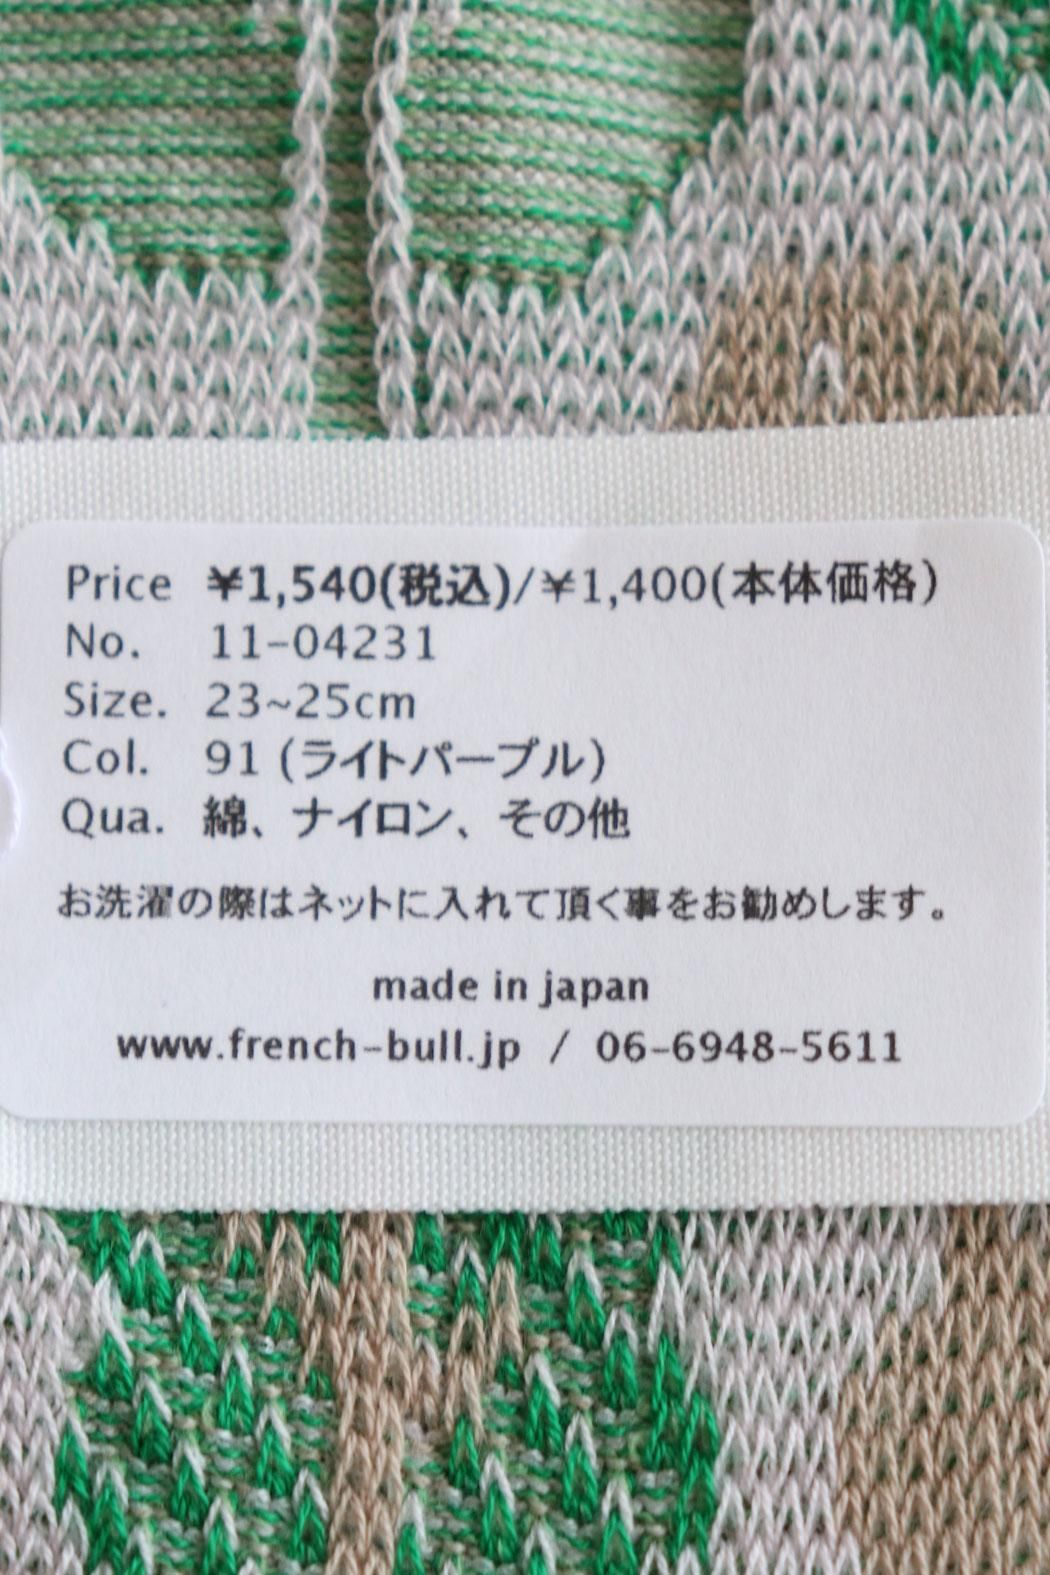 Price ¥1,540(税込)/¥1,400(本体価格)
No. 11-04231
Size. 23~25cm
Col. 91 (ライトパープル)
Qua. 綿、ナイロン、その他
お洗濯の際はネットに入れて頂く事をお勧めします。
made in japan
www.french-bull.jp / 06-6948-5611